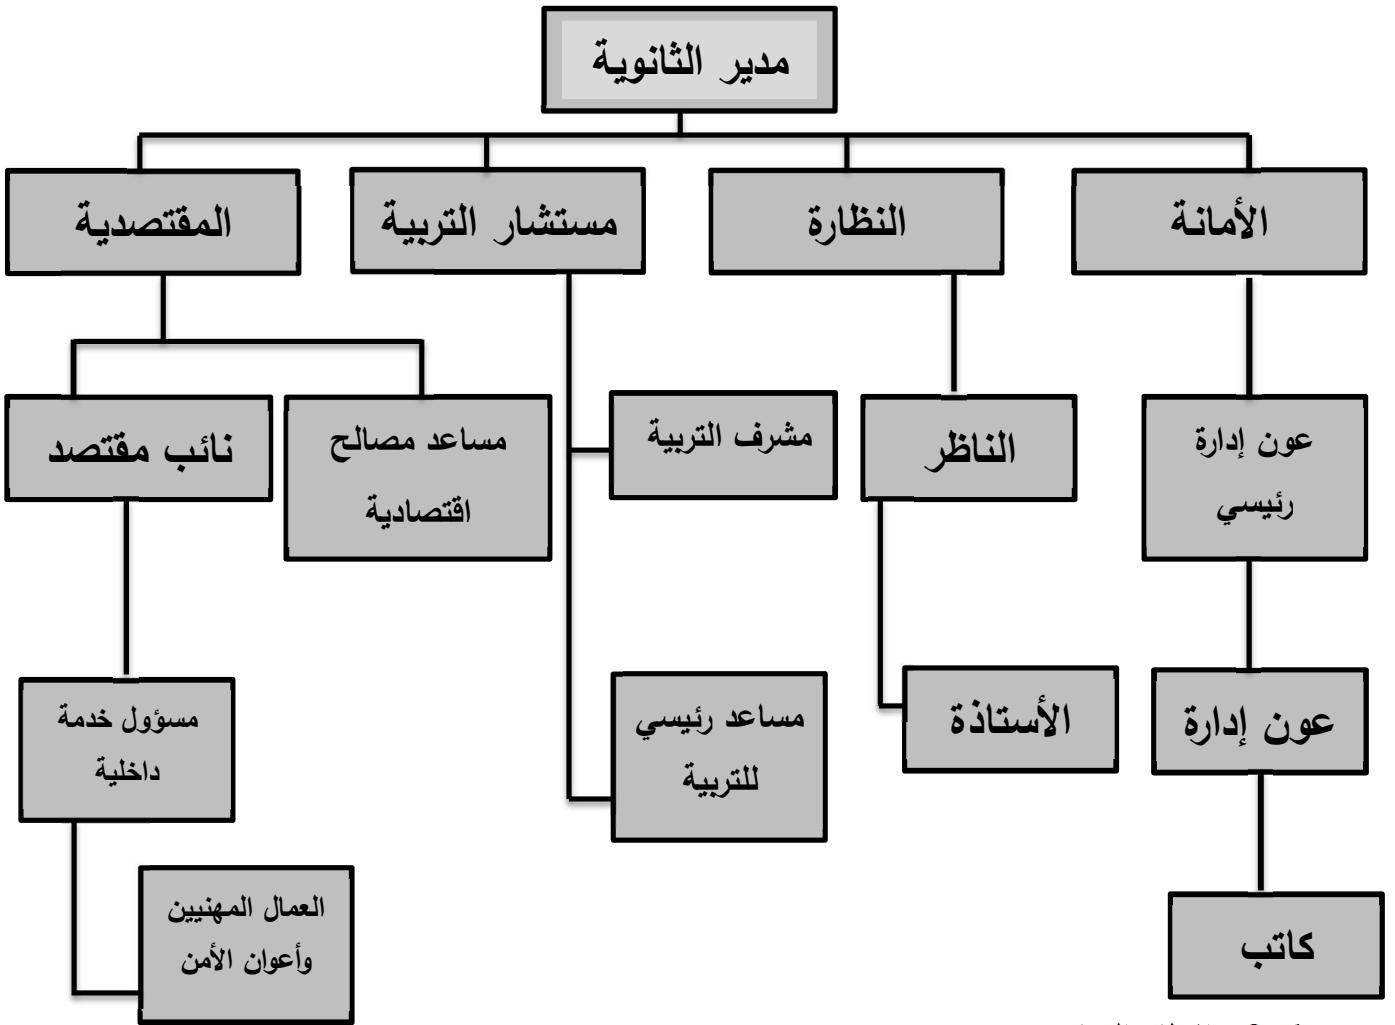 مدير الثانوية
الأمانة
النظارة
مستشار التربية
المقتصدية
عون إدارة
رئيسي
الناظر
مشرف التربية
مساعد مصالح
اقتصادية
نائب مقتصد
عون إدارة
الأستاذة
مساعد رئيسي
للتربية
مسؤول خدمة
داخلية
كاتب
العمال المهنيين
وأعوان الأمن